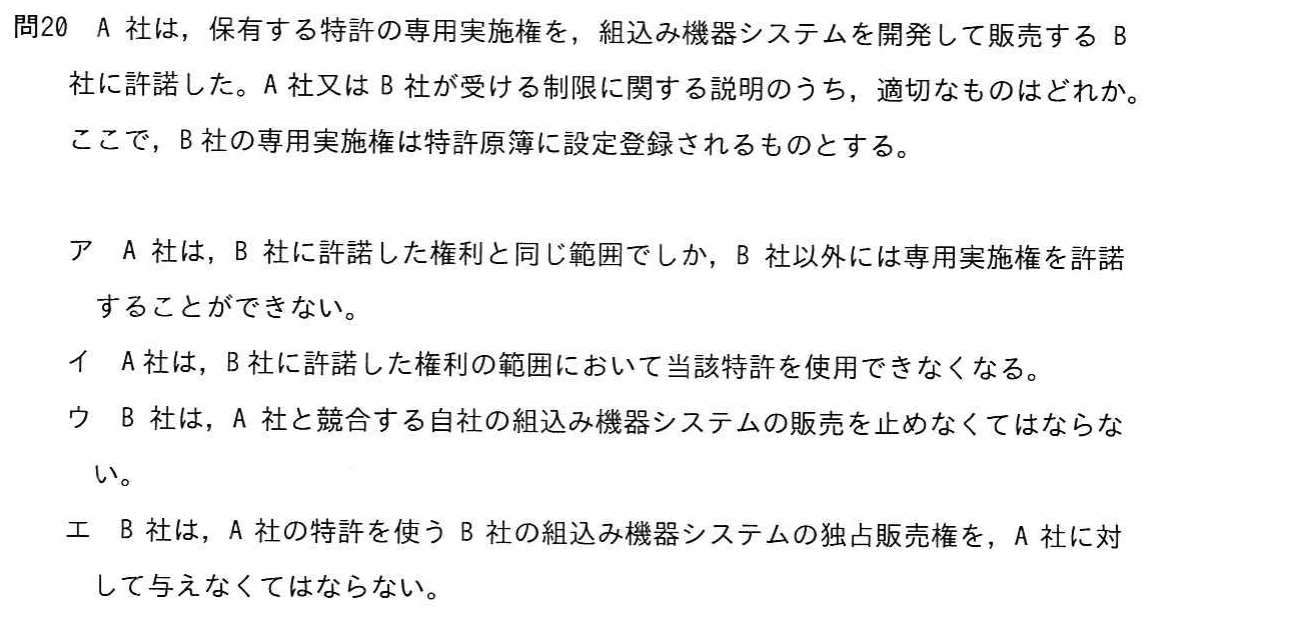 問20　A 社は，保有する特許の専用実施権を，組込み機器システムを開発して販売する B
社に許諾した。A 社又は B 社が受ける制限に関する説明のうち，適切なものはどれか。
ここで，B 社の専用実施権は特許原簿に設定登録されるものとする。
ア　A 社は，B 社に許諾した権利と同じ範囲でしか，B 社以外には専用実施権を許諾
することができない。
イ　A 社は，B 社に許諾した権利の範囲において当該特許を使用できなくなる。
ウ　B 社は，A 社と競合する自社の組込み機器システムの販売を止めなくてはならな
い。
エ　B 社は，A 社の特許を使う B 社の組込み機器システムの独占販売権を，A 社に対
して与えなくてはならない。